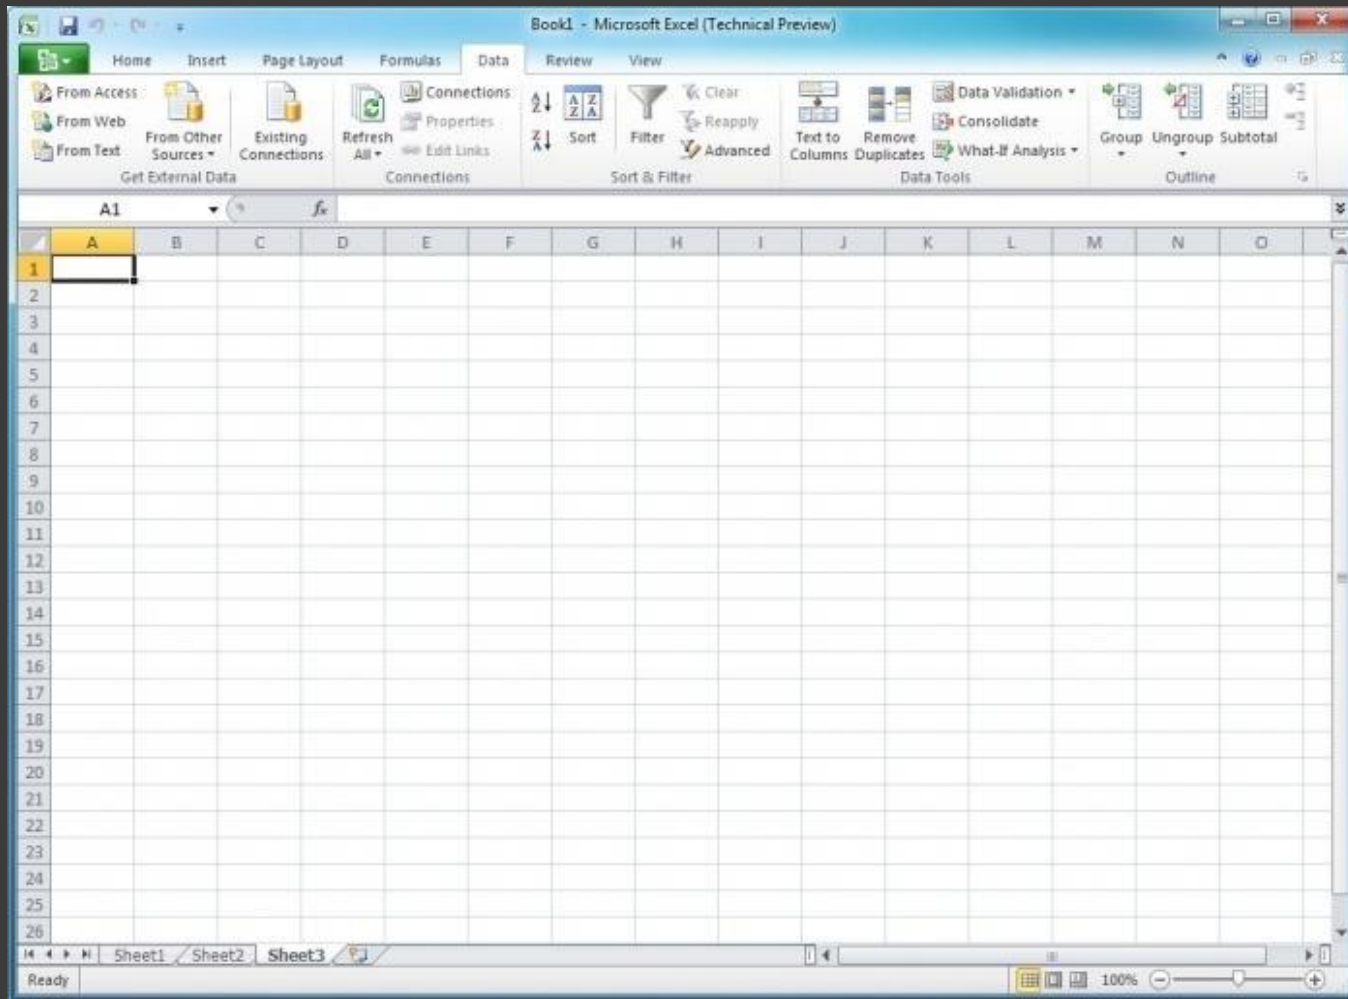 Book1 - Microsoft Excel (Technical Preview)
Home Insert Page Layout Formulas Data Review View
From Access
From Web
From Text
From Other
Sources
Existing
Connections
Get External Data
Refresh
All
Connections
Properties
Edit Links
Connections
A Z
Z A
A Z
Z A
Sort
Filter
Clear
Reapply
Advanced
Sort & Filter
Text to
Columns
Remove
Duplicates
Data Validation
Consolidate
What-If Analysis
Data Tools
Group
Ungroup
Subtotal
Outline
A1 fx
A B C D E F G H I J K L M N O
1
2
3
4
5
6
7
8
9
10
11
12
13
14
15
16
17
18
19
20
21
22
23
24
25
26
Sheet1 Sheet2 Sheet3
Ready 100%